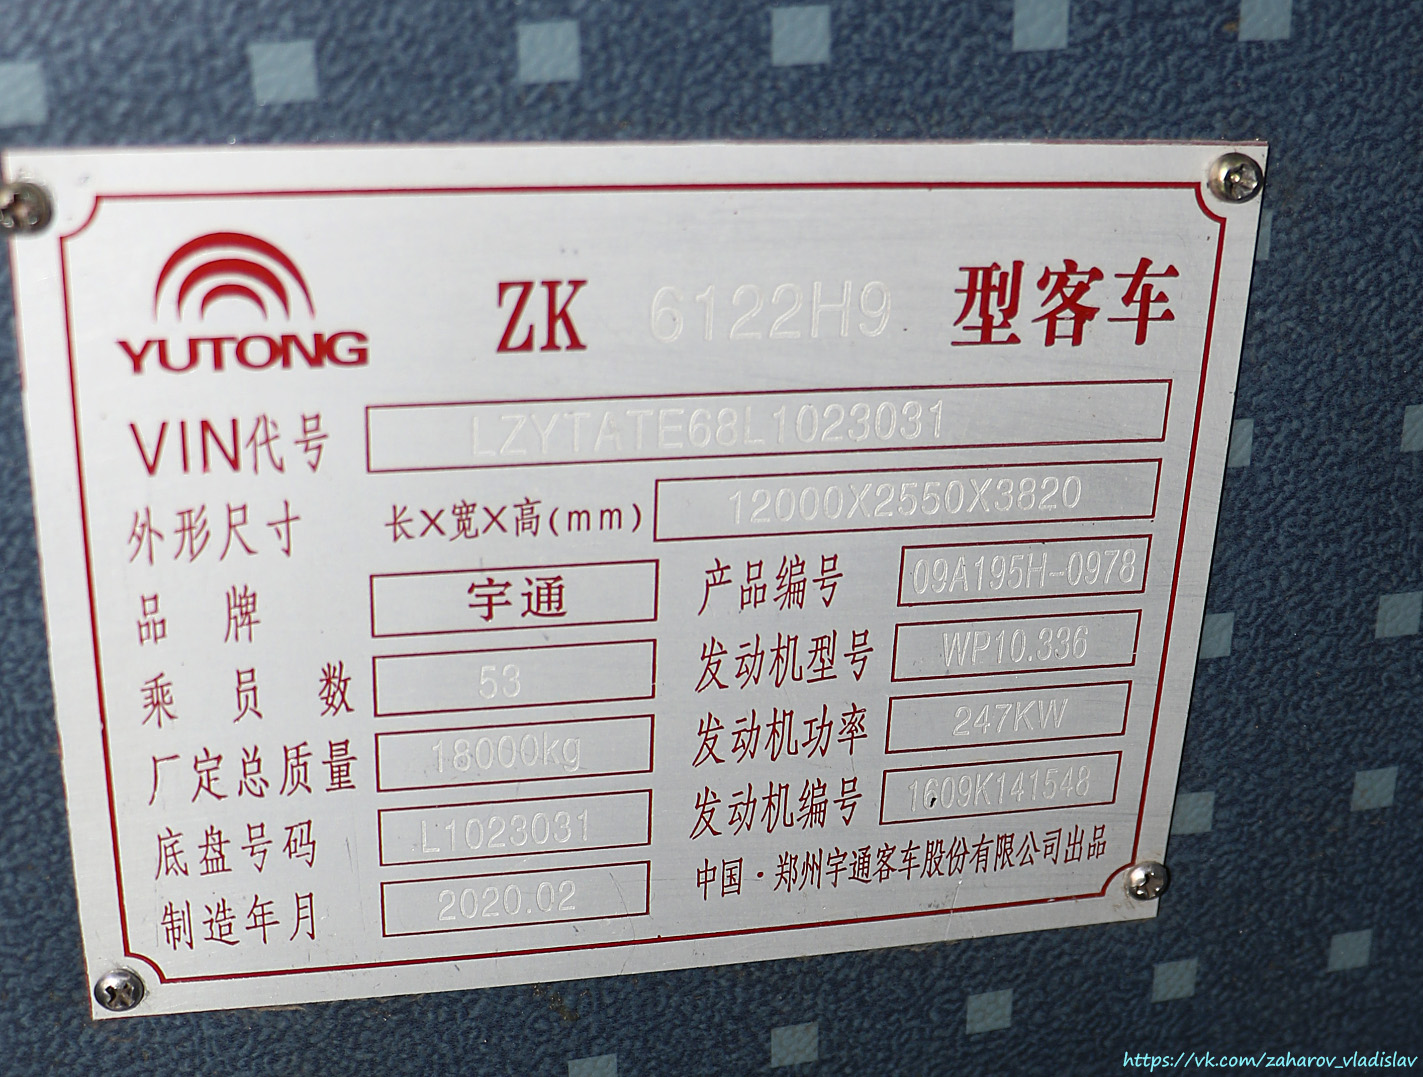 YUTONG
ZK 6122H9 型客车
VIN代号 LZYTATE68L1023031
外形尺寸 长X宽X高(mm) 12000X2550X3820
品牌 宇通 产品编号 09A195H-0978
乘员数 53 发动机型号 WP10.336
厂定总质量 18000kg 发动机功率 247KW
底盘号码 L1023031 发动机编号 1609K141548
制造年月 2020.02 中国·郑州宇通客车股份有限公司出品
https://vk.com/zaharov_vladislav